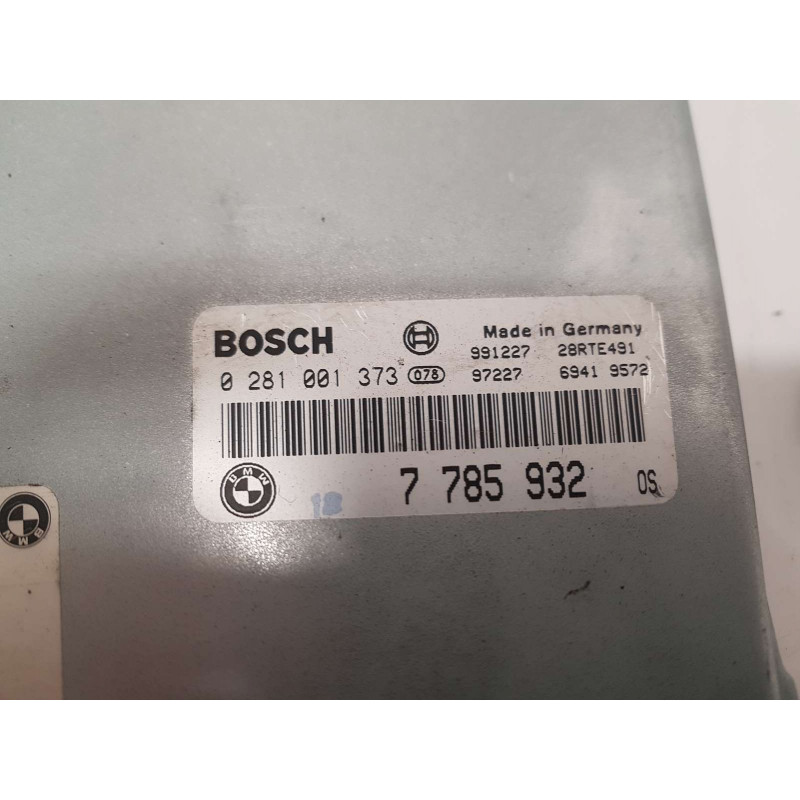 BOSCH Made in Germany
991227 28RTE491
0 281 001 373 078 97227 6941 9572
BMW 7 785 932 OS
18
BMW